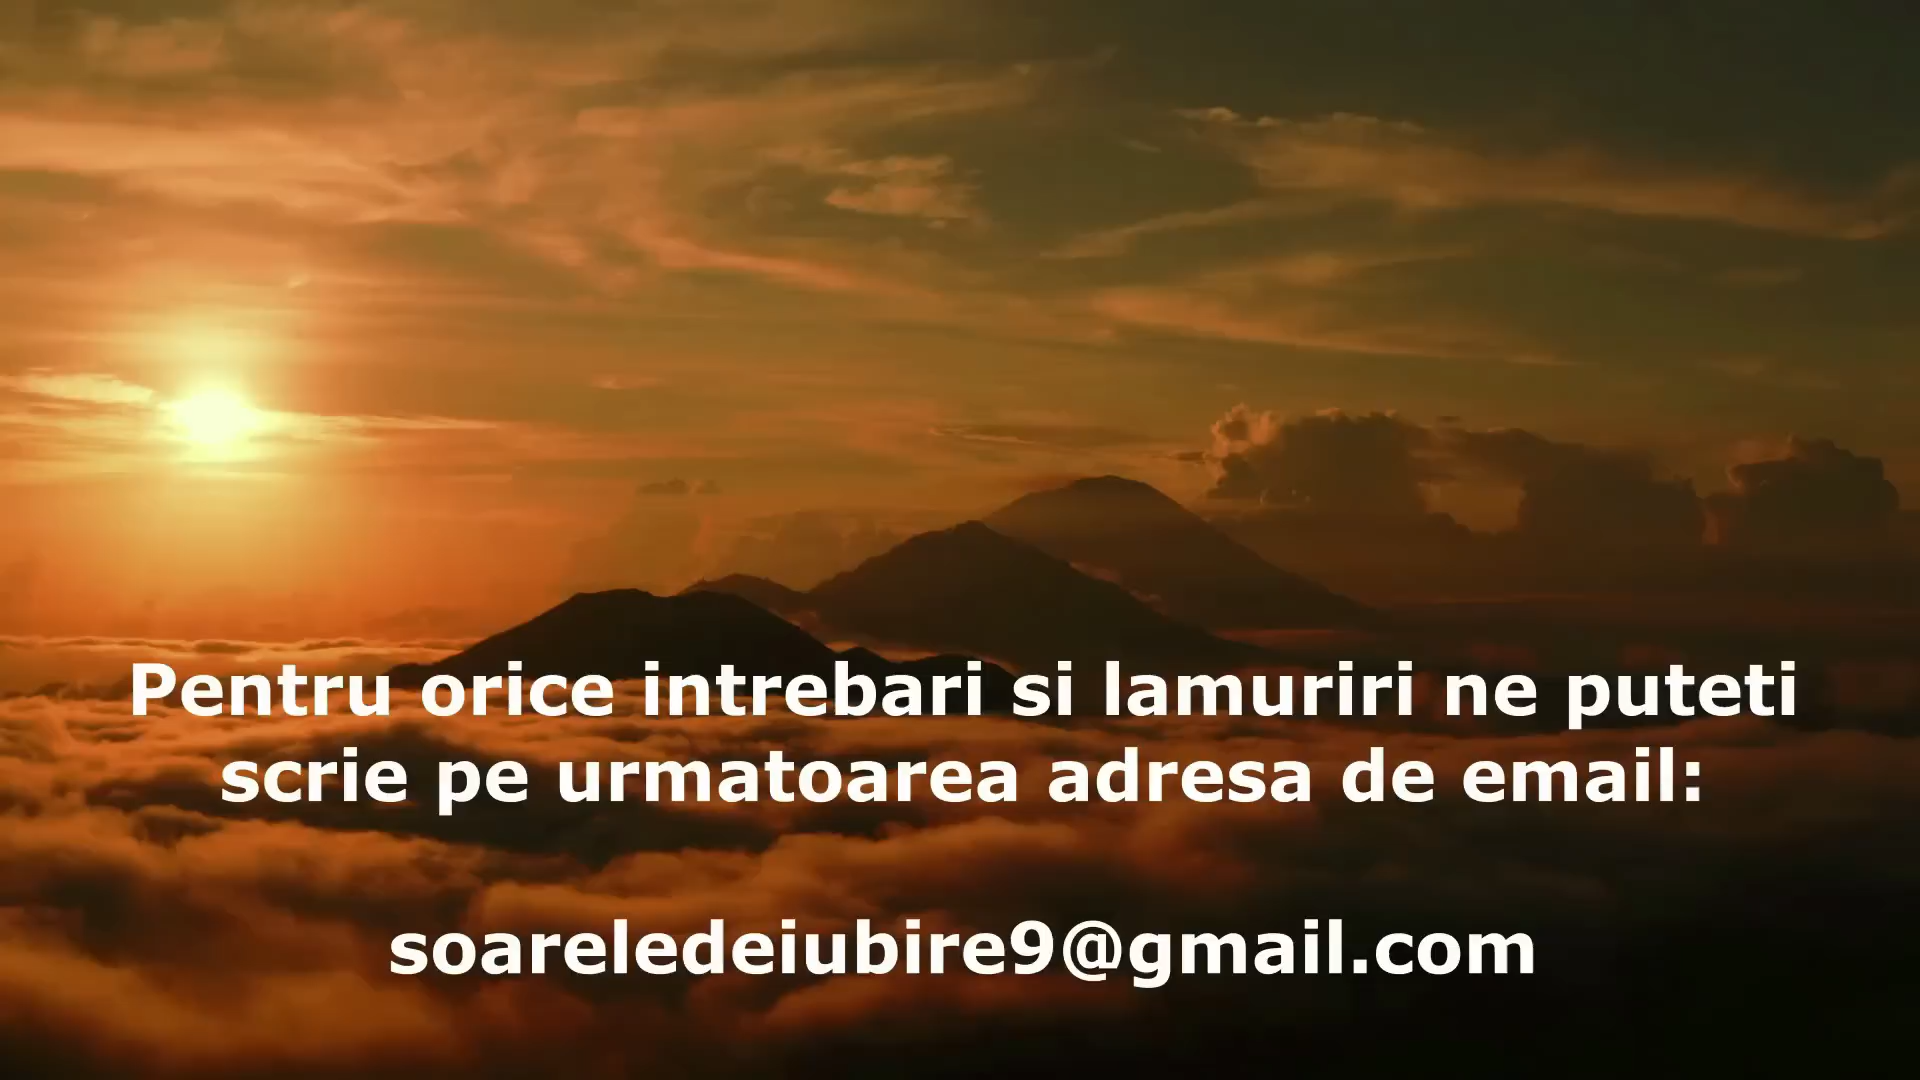 Pentru orice intrebari si lamuriri ne puteti
scrie pe urmatoarea adresa de email:
soareledeiubire9@gmail.com